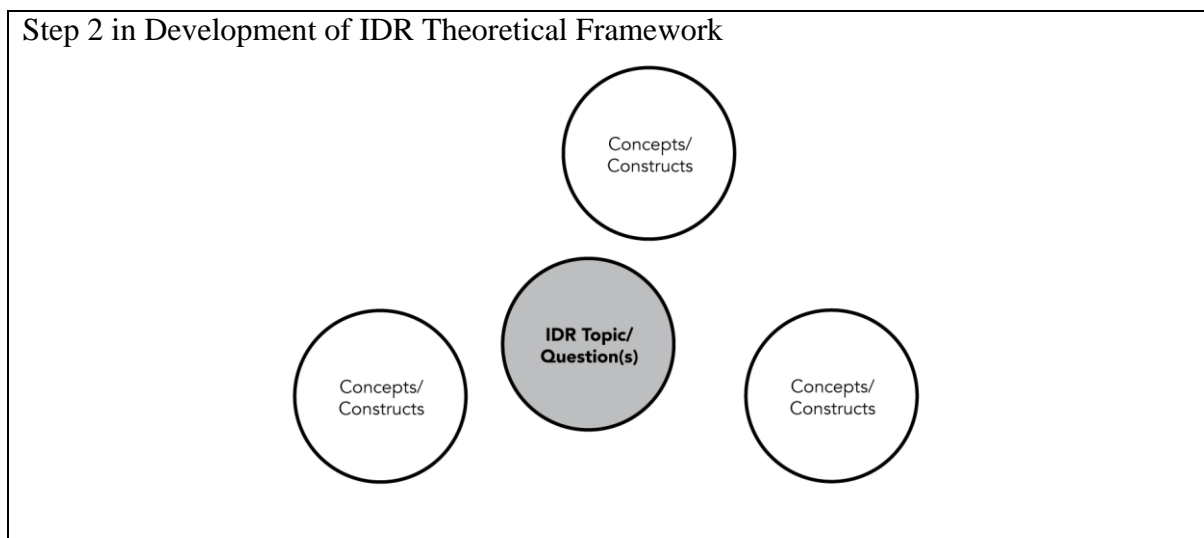 Step 2 in Development of IDR Theoretical Framework
Concepts/
Constructs
IDR Topic/
Question(s)
Concepts/
Constructs
Concepts/
Constructs